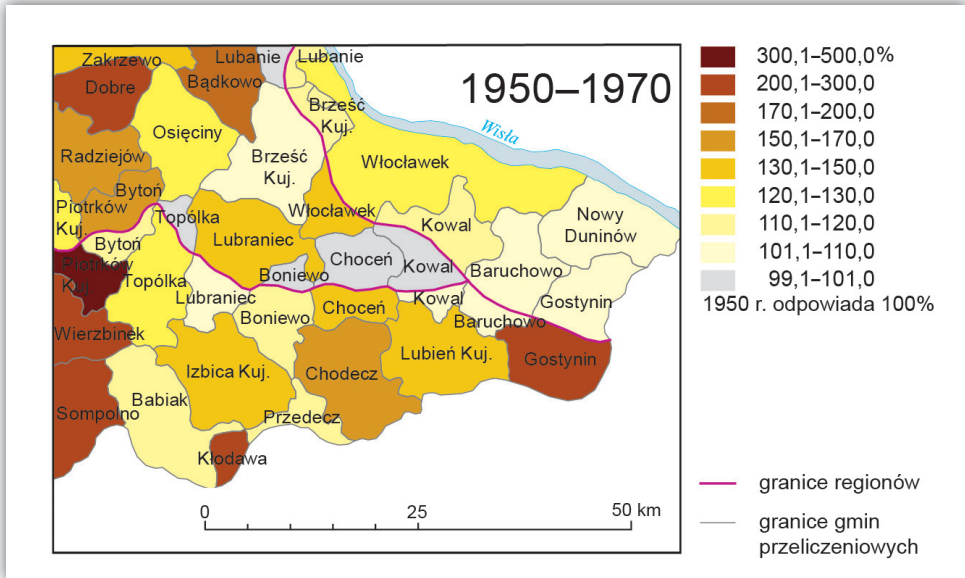 1950–1970
Zakrzewo
Lubanie
Lubanie
Dobre
Bądkowo
Brześć
Kuj.
Osięciny
Wisła
Radziejów
Brześć
Kuj.
Włocławek
Bytoń
Piotrków
Kuj.
Topólka
Włocławek
Kowal
Nowy
Duninów
Bytoń
Lubraniec
Choceń
Piotrków
Kuj.
Topólka
Boniewo
Kowal
Baruchowo
Lubraniec
Kowal
Gostynin
Boniewo
Choceń
Baruchowo
Wierzbinek
Lubień Kuj.
Gostynin
Izbica Kuj.
Chodecz
Babiak
Sompolno
Przedecz
Kłodawa
0 25 50 km
300,1–500,0%
200,1–300,0
170,1–200,0
150,1–170,0
130,1–150,0
120,1–130,0
110,1–120,0
101,1–110,0
99,1–101,0
1950 r. odpowiada 100%
granice regionów
granice gmin
przeliczeniowych